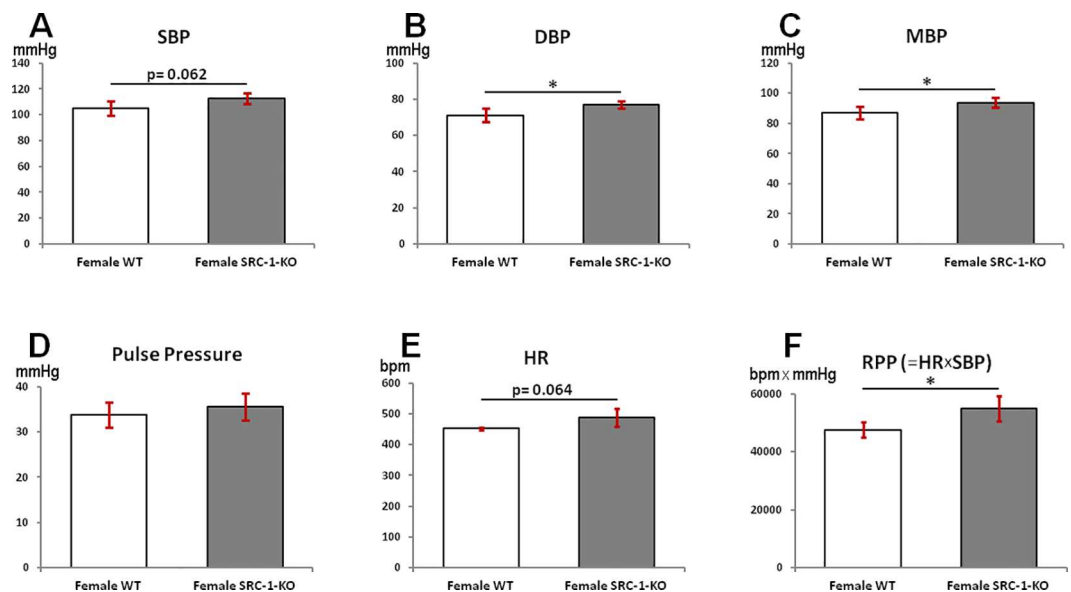 A
SBP
mmHg
p= 0.062
140
120
100
80
60
40
20
0
Female WT Female SRC-1-KO
B
DBP
mmHg
*
100
80
60
40
20
0
Female WT Female SRC-1-KO
C
MBP
mmHg
*
120
100
80
60
40
20
0
Female WT Female SRC-1-KO
D
Pulse Pressure
mmHg
40
30
20
10
0
Female WT Female SRC-1-KO
E
HR
bpm
p= 0.064
600
500
400
300
200
100
0
Female WT Female SRC-1-KO
F
RPP (=HR×SBP)
bpm × mmHg
*
60000
40000
20000
0
Female WT Female SRC-1-KO